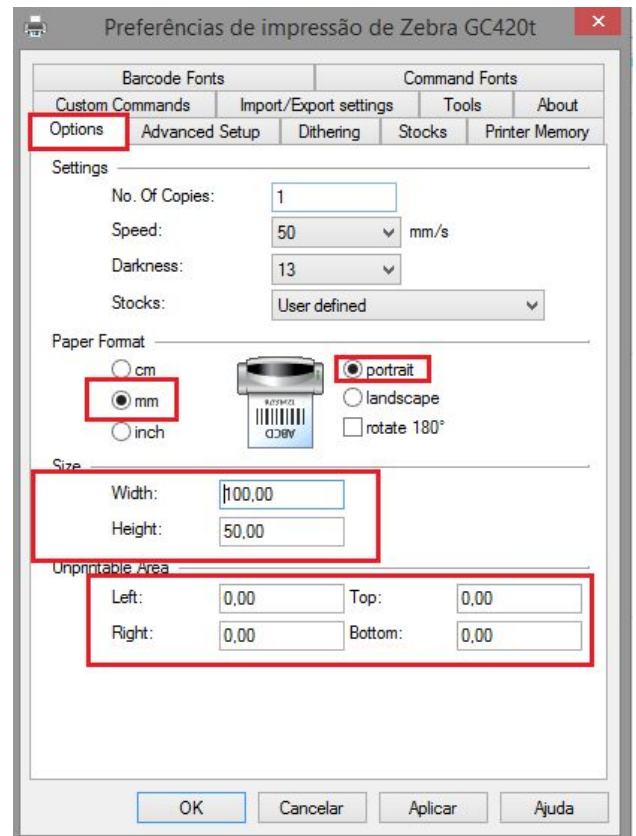 Preferências de impressão de Zebra GC420t
Barcode Fonts Command Fonts
Custom Commands Import/Export settings Tools About
Options Advanced Setup Dithering Stocks Printer Memory
Settings
No. Of Copies: 1
Speed: 50 mm/s
Darkness: 13
Stocks: User defined
Paper Format
cm portrait
mm landscape
inch rotate 180°
ABCD
Size
Width: 100,00
Height: 50,00
Unprintable Area
Left: 0,00 Top: 0,00
Right: 0,00 Bottom: 0,00
OK Cancelar Aplicar Ajuda